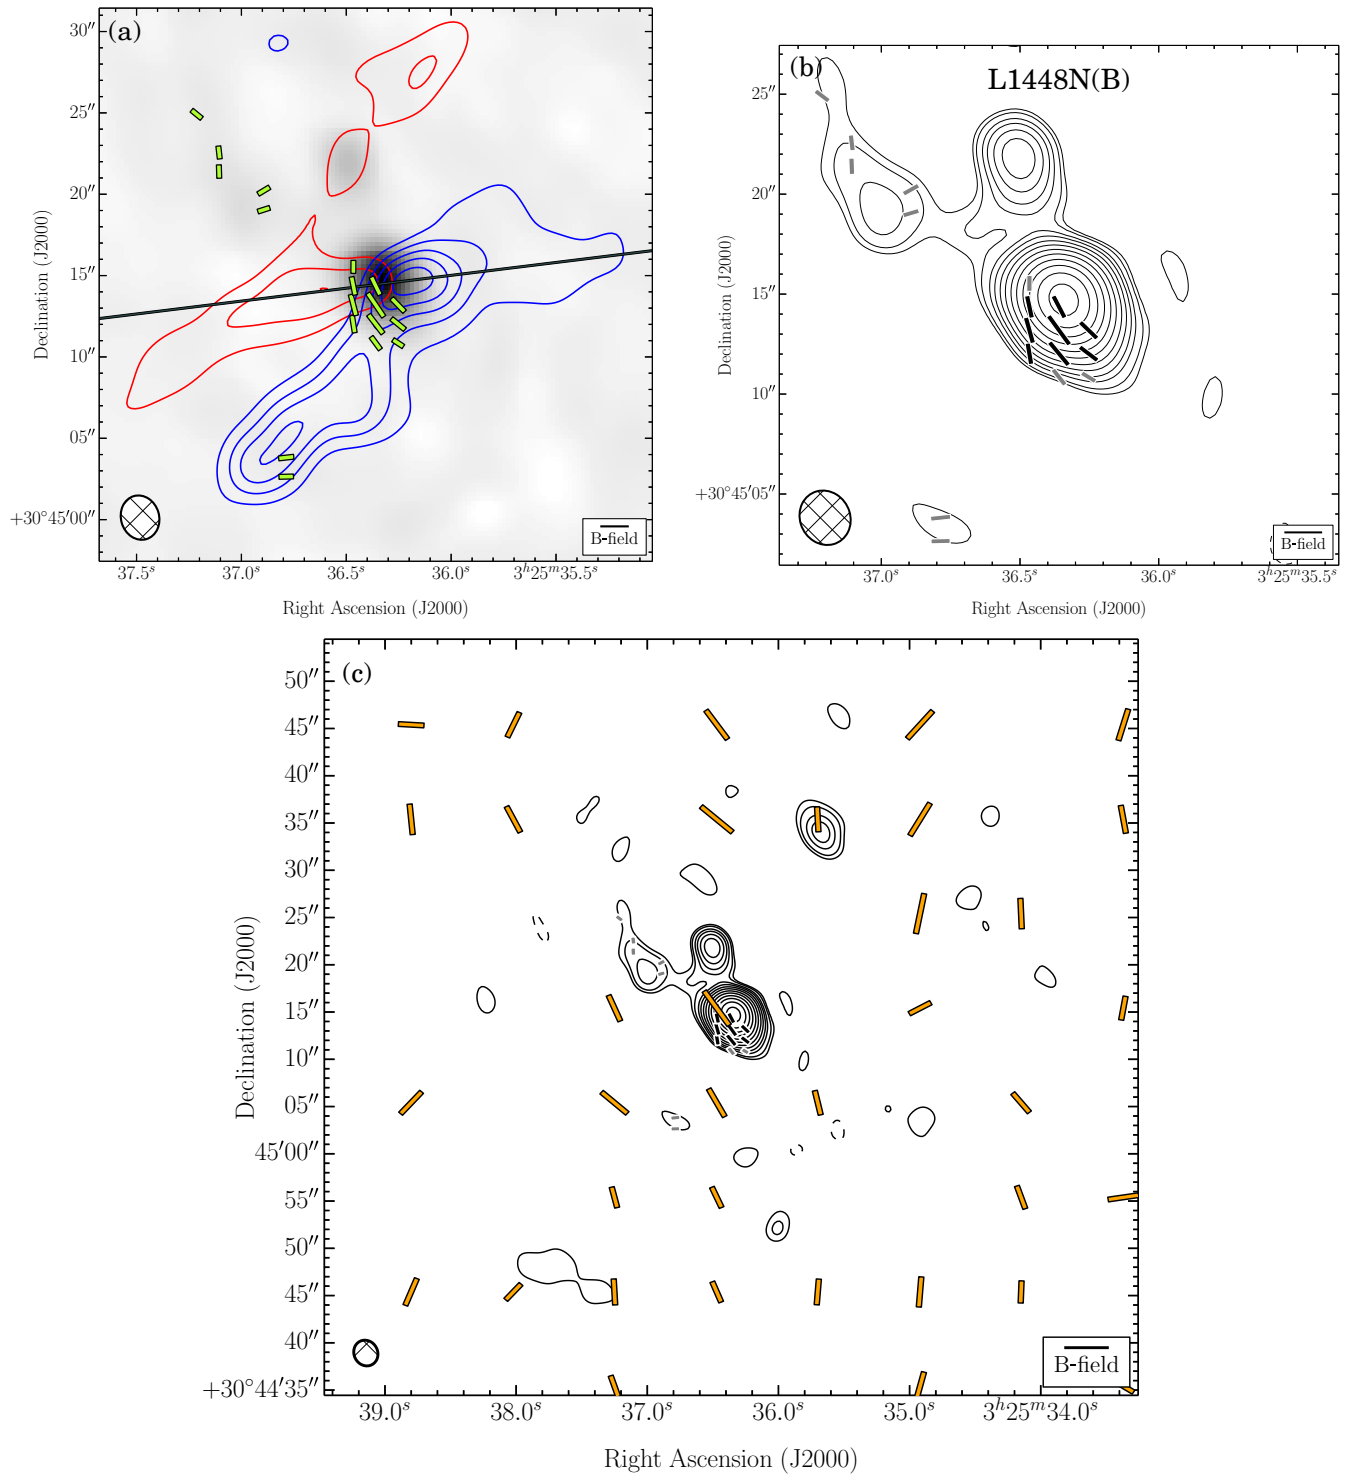 (a)
30″
25″
20″
15″
10″
05″
+30°45′00″
Declination (J2000)
B-field
37.5ˢ 37.0ˢ 36.5ˢ 36.0ˢ 3ʰ25ᵐ35.5ˢ
Right Ascension (J2000)
(b)
L1448N(B)
25″
20″
15″
10″
+30°45′05″
Declination (J2000)
B-field
37.0ˢ 36.5ˢ 36.0ˢ 3ʰ25ᵐ35.5ˢ
Right Ascension (J2000)
(c)
50″
45″
40″
35″
30″
25″
20″
15″
10″
05″
45′00″
55″
50″
45″
40″
+30°44′35″
Declination (J2000)
B-field
39.0ˢ 38.0ˢ 37.0ˢ 36.0ˢ 35.0ˢ 3ʰ25ᵐ34.0ˢ
Right Ascension (J2000)